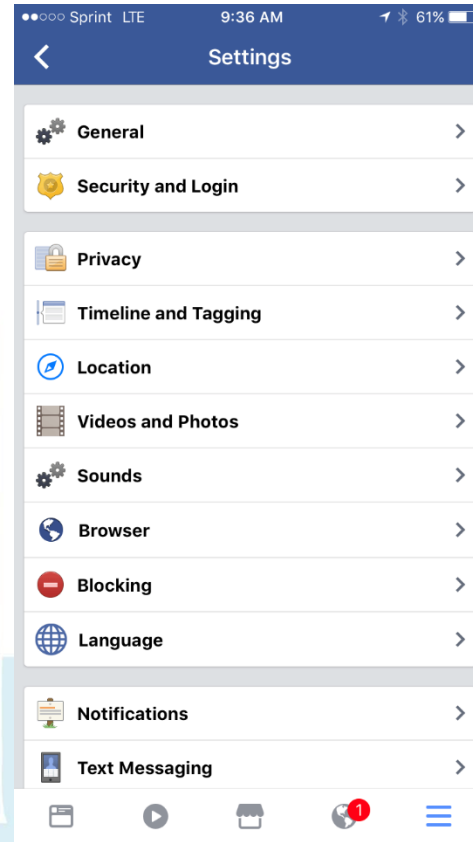 Sprint LTE 9:36 AM 61%
Settings
General
Security and Login
Privacy
Timeline and Tagging
Location
Videos and Photos
Sounds
Browser
Blocking
Language
Notifications
Text Messaging
1